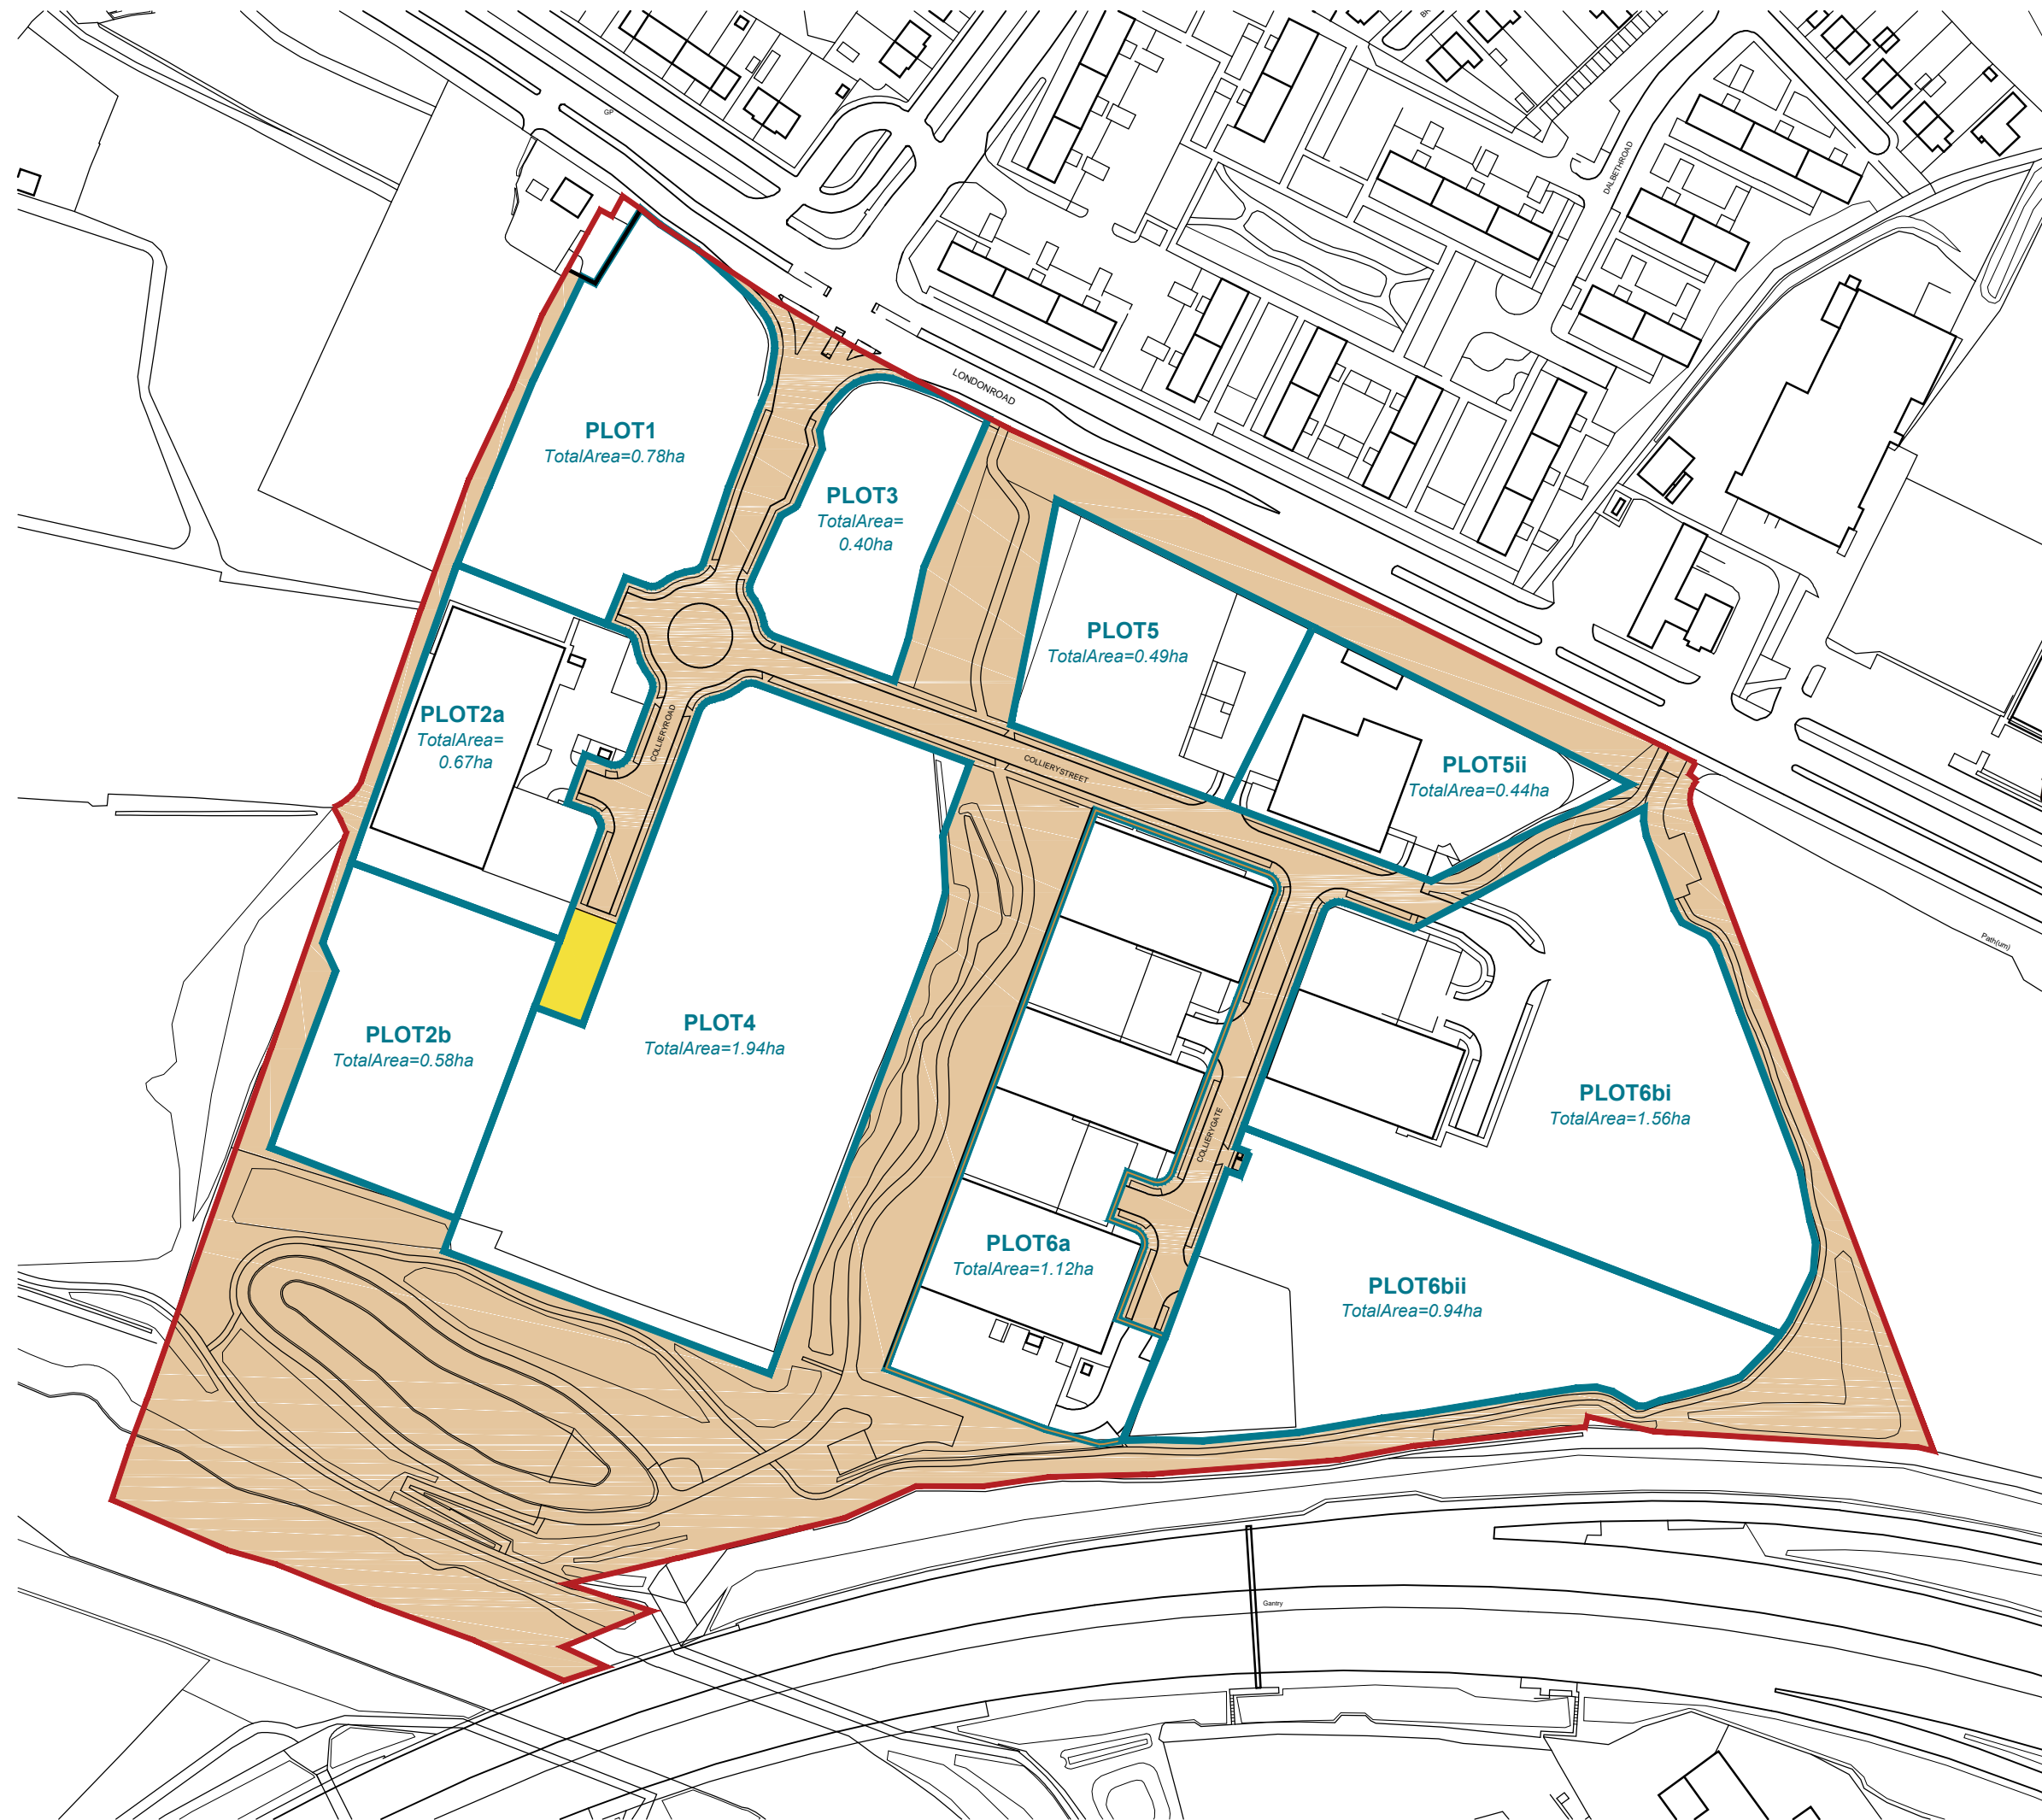 GP
DALBETHROAD
LONDONROAD
PLOT1
TotalArea=0.78ha
PLOT3
TotalArea=
0.40ha
PLOT5
TotalArea=0.49ha
PLOT2a
TotalArea=
0.67ha
COLLIERYROAD
COLLIERYSTREET
PLOT5ii
TotalArea=0.44ha
Path(um)
PLOT2b
TotalArea=0.58ha
PLOT4
TotalArea=1.94ha
PLOT6bi
TotalArea=1.56ha
COLLIERYGATE
PLOT6a
TotalArea=1.12ha
PLOT6bii
TotalArea=0.94ha
Gantry